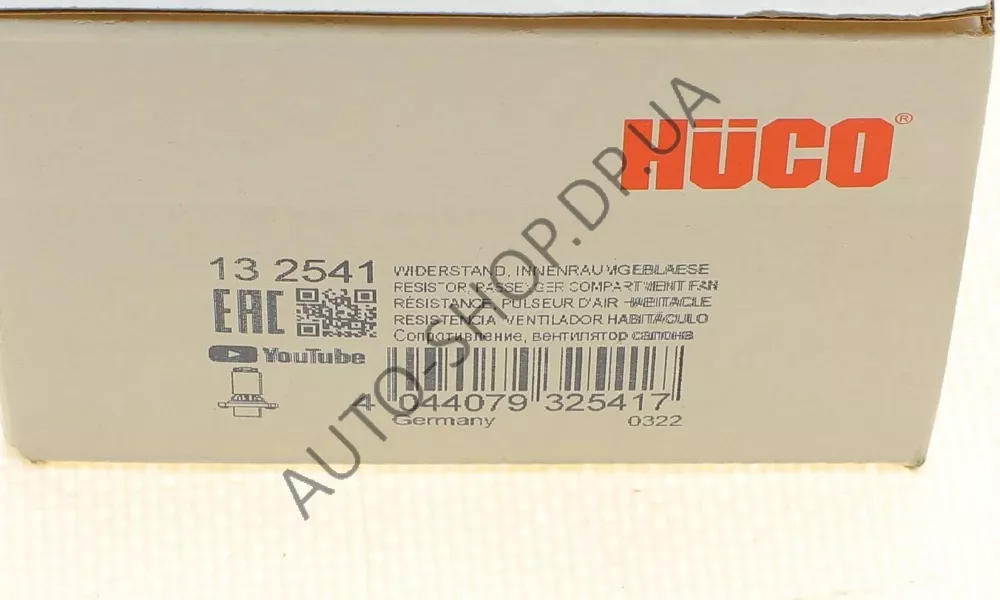 HÜCO®
13 2541
WIDERSTAND, INNENRAUMGEBLAESE
RESISTOR, PASSENGER COMPARTMENT FAN
RÉSISTANCE, PULSEUR D'AIR HABITACLE
RESISTENCIA, VENTILADOR HABITÁCULO
Сопротивление, вентилятор салона
EAC
YouTube
4 044079 325417
Germany 0322
AUTO-SHOP.DP.UA